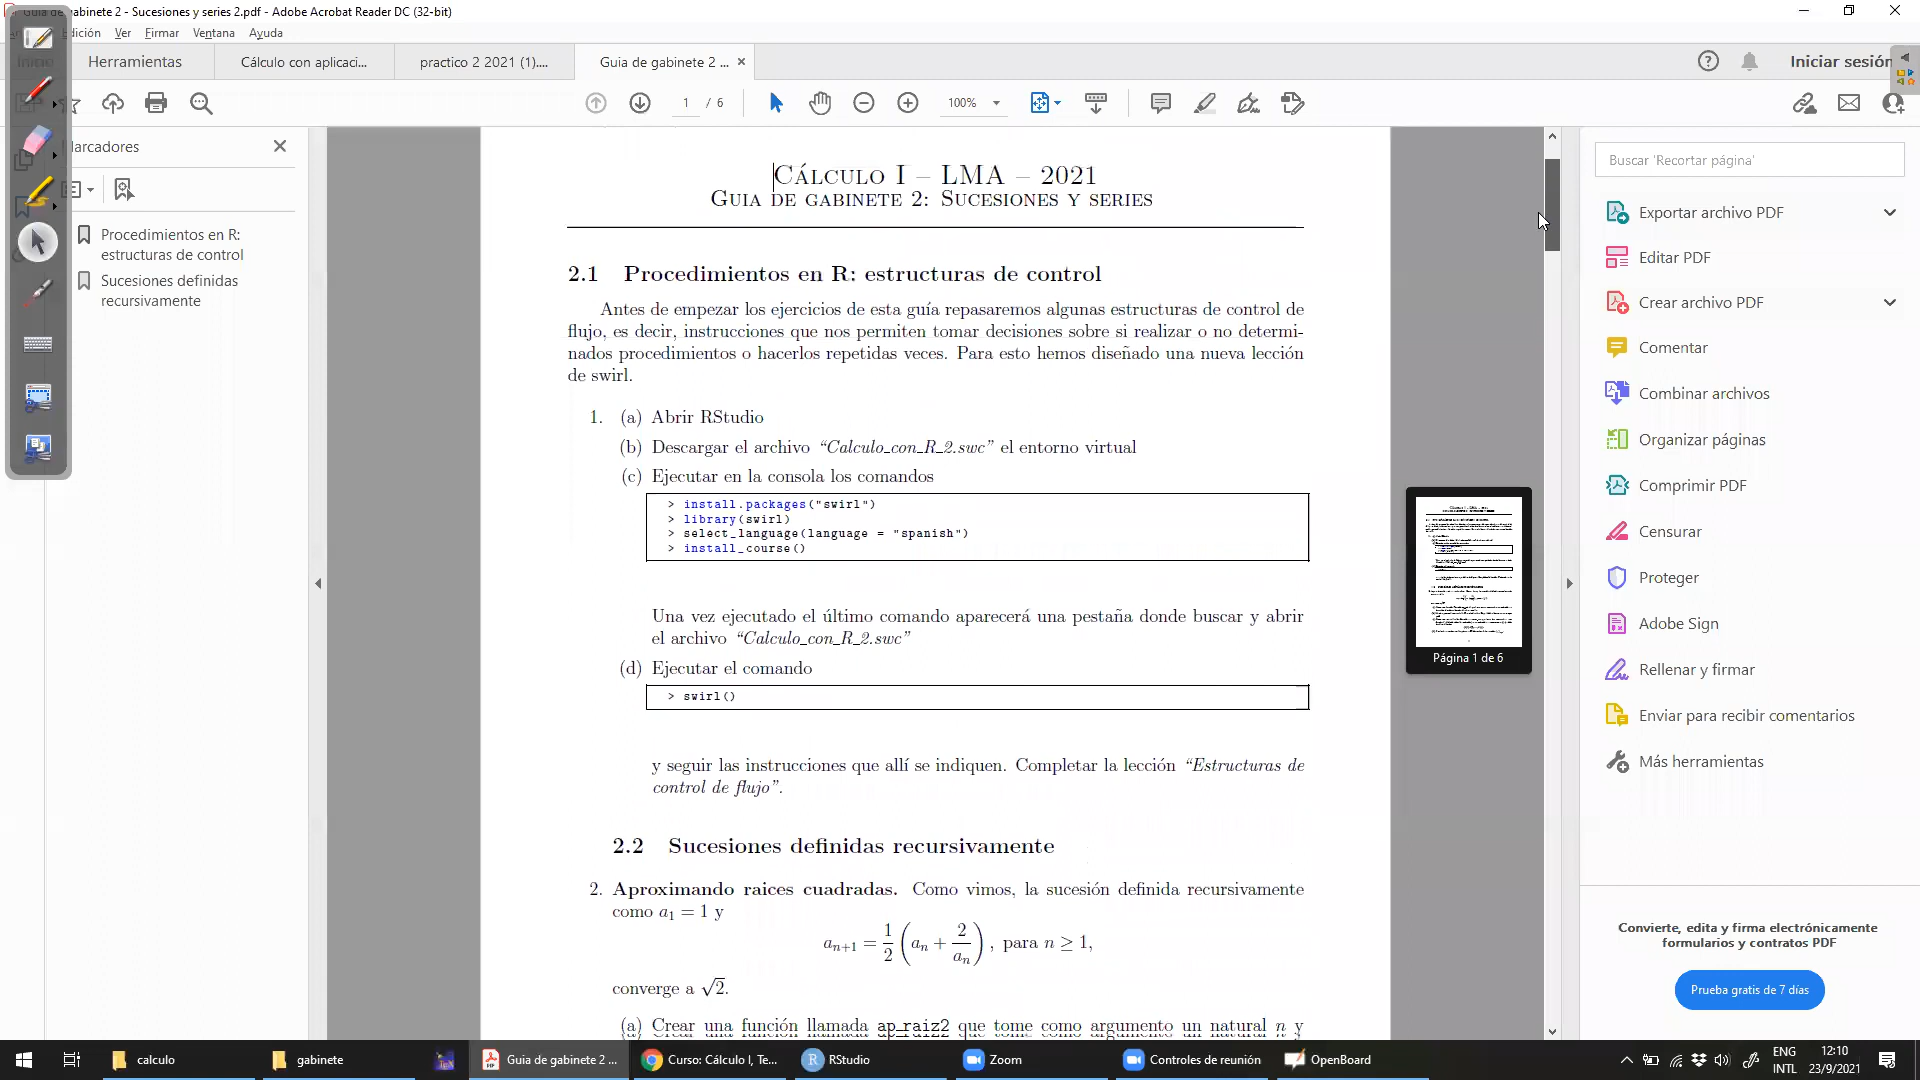 Guia de gabinete 2 - Sucesiones y series 2.pdf - Adobe Acrobat Reader DC (32-bit)
Edición Ver Firmar Ventana Ayuda
Inicio Herramientas Cálculo con aplicaci... practico 2 2021 (1).... Guia de gabinete 2 ... Iniciar sesión
1 / 6 100%
Marcadores
Procedimientos en R:
estructuras de control
Sucesiones definidas
recursivamente
CÁLCULO I – LMA – 2021
GUIA DE GABINETE 2: SUCESIONES Y SERIES
2.1 Procedimientos en R: estructuras de control
Antes de empezar los ejercicios de esta guía repasaremos algunas estructuras de control de
flujo, es decir, instrucciones que nos permiten tomar decisiones sobre si realizar o no determi-
nados procedimientos o hacerlos repetidas veces. Para esto hemos diseñado una nueva lección
de swirl.
1. (a) Abrir RStudio
(b) Descargar el archivo “Calculo_con_R_2.swc” el entorno virtual
(c) Ejecutar en la consola los comandos
> install.packages("swirl")
> library(swirl)
> select_language(language = "spanish")
> install_course()
Una vez ejecutado el último comando aparecerá una pestaña donde buscar y abrir
el archivo “Calculo_con_R_2.swc”
(d) Ejecutar el comando
> swirl()
y seguir las instrucciones que allí se indiquen. Completar la lección “Estructuras de
control de flujo”.
2.2 Sucesiones definidas recursivamente
2. Aproximando raices cuadradas. Como vimos, la sucesión definida recursivamente
como a₁ = 1 y
aₙ₊₁ = 1/2 (aₙ + 2/aₙ), para n ≥ 1,
converge a √2.
(a) Crear una función llamada ap_raiz2 que tome como argumento un natural n y
Página 1 de 6
Buscar 'Recortar página'
Exportar archivo PDF
Editar PDF
Crear archivo PDF
Comentar
Combinar archivos
Organizar páginas
Comprimir PDF
Censurar
Proteger
Adobe Sign
Rellenar y firmar
Enviar para recibir comentarios
Más herramientas
Convierte, edita y firma electrónicamente
formularios y contratos PDF
Prueba gratis de 7 días
calculo gabinete Guia de gabinete 2 ... Curso: Cálculo I, Te... RStudio Zoom Controles de reunión OpenBoard
ENG
INTL
12:10
23/9/2021